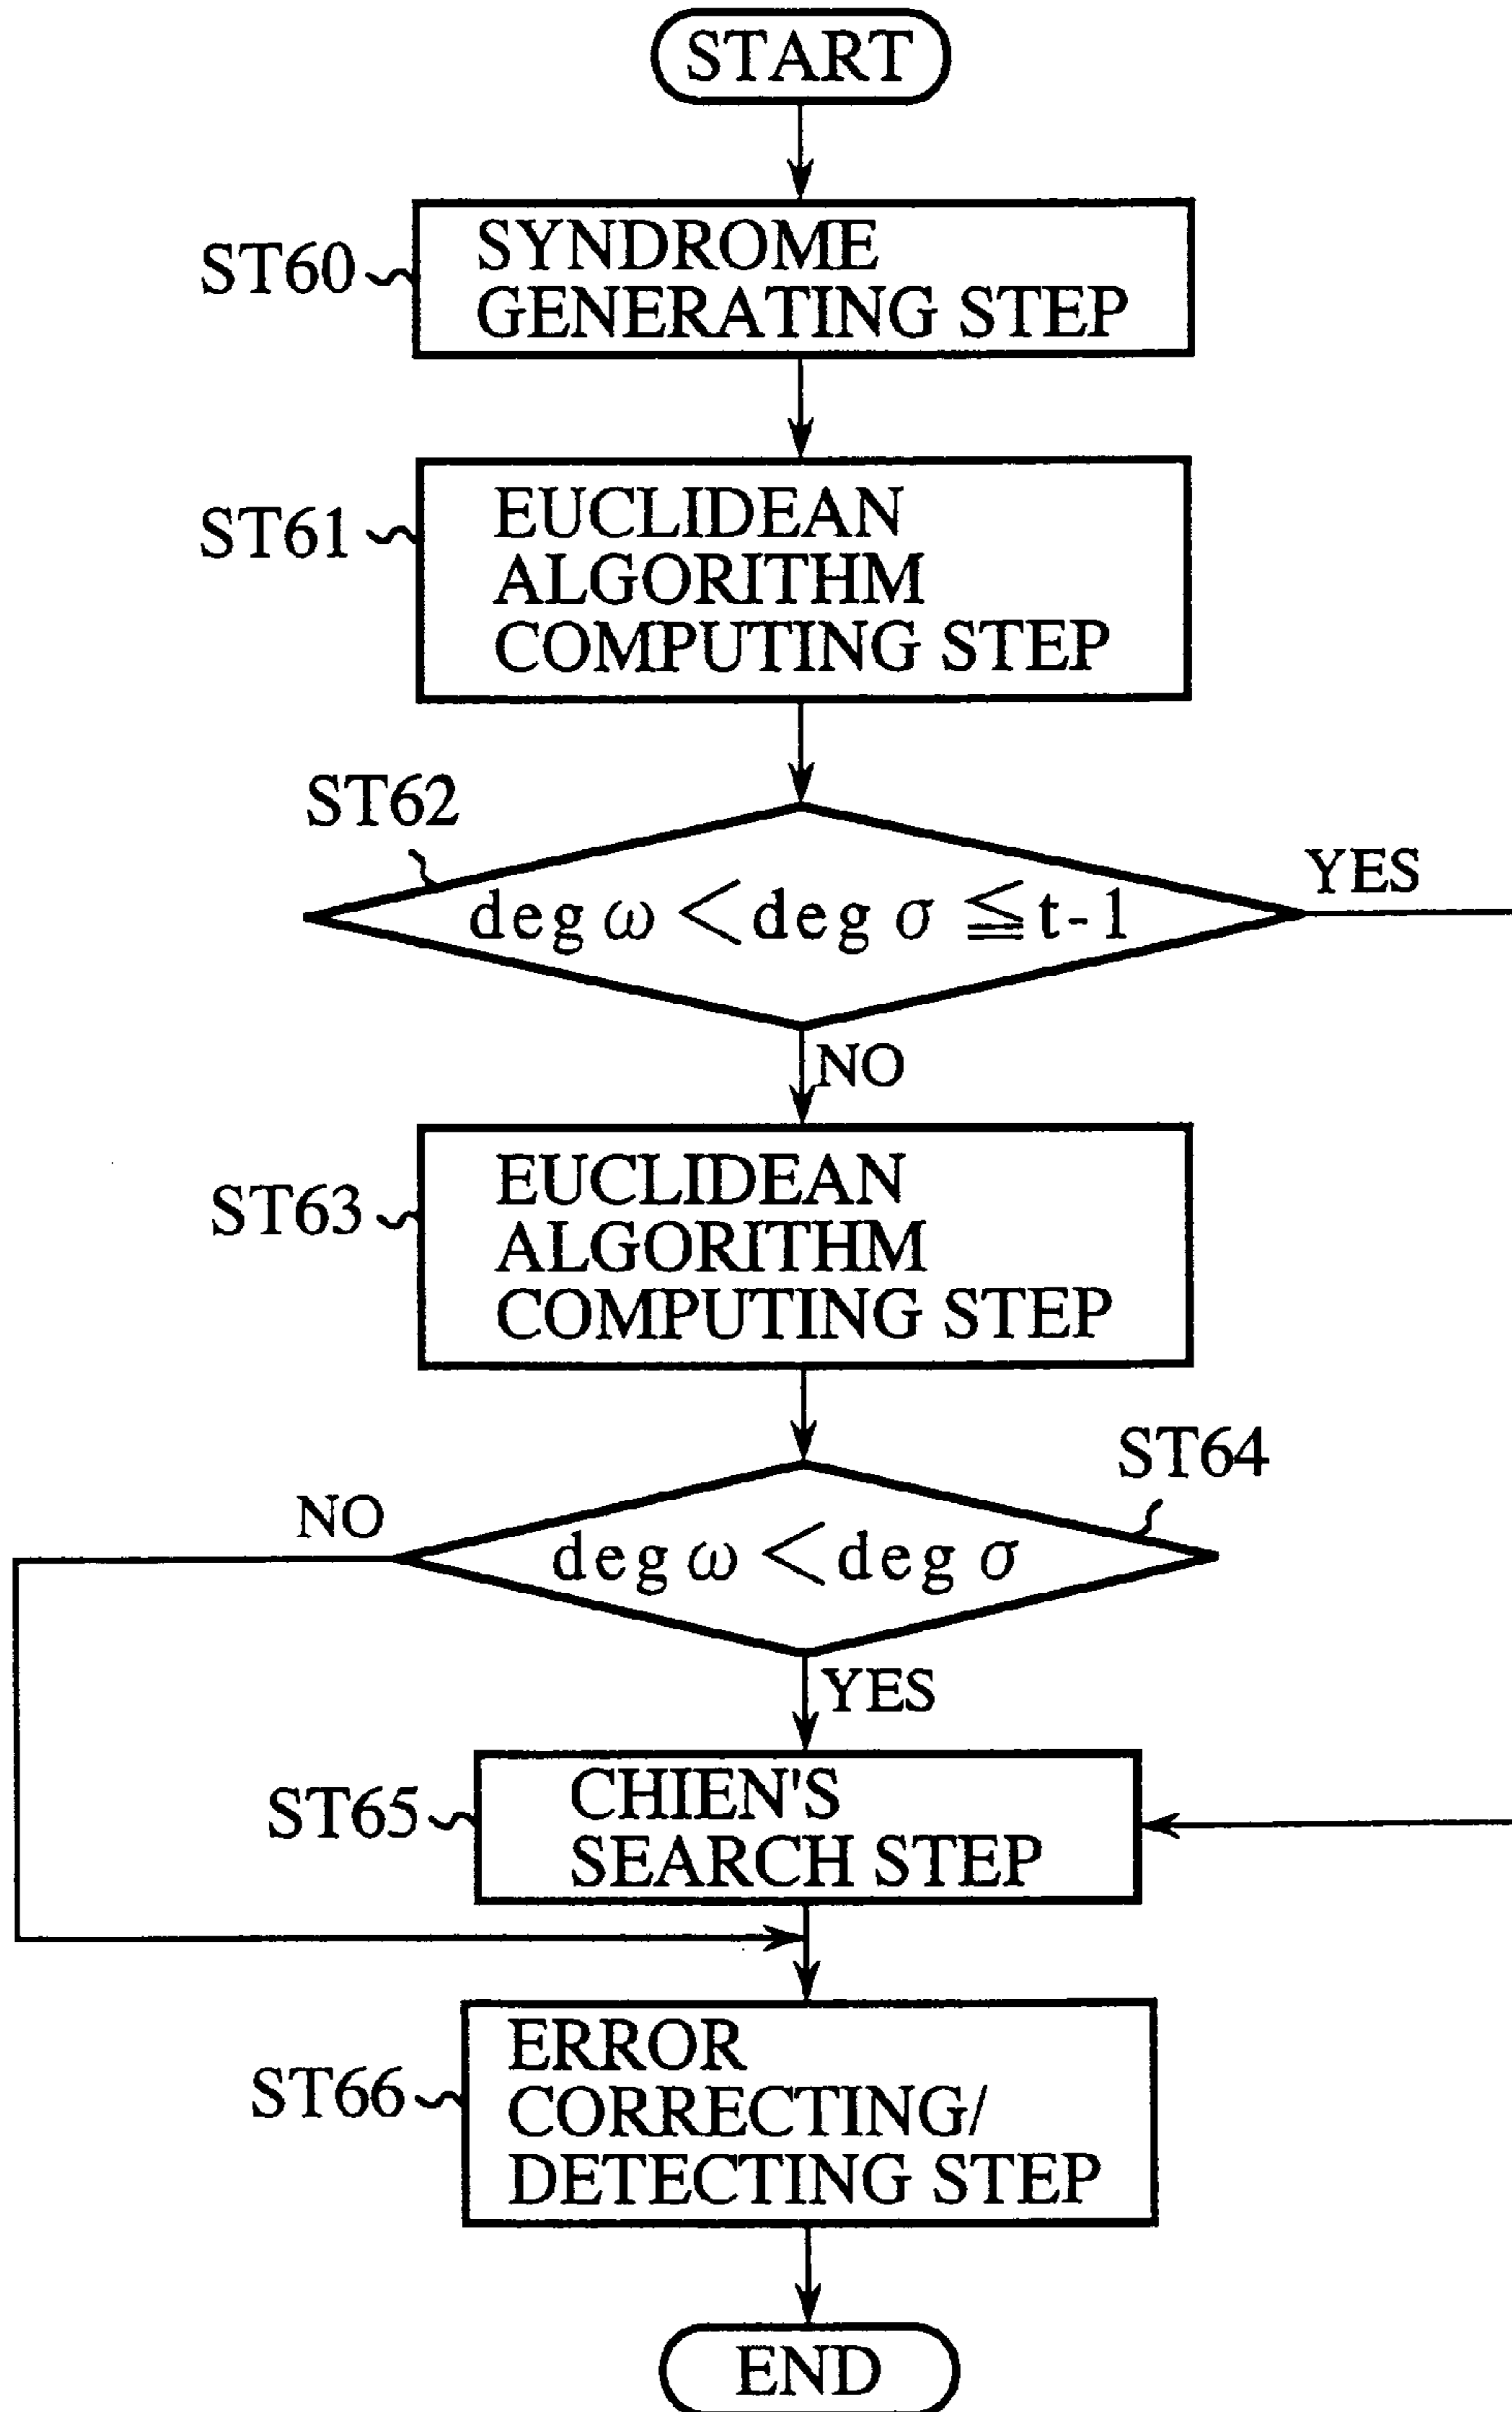 START
ST60
SYNDROME
GENERATING STEP
ST61
EUCLIDEAN
ALGORITHM
COMPUTING STEP
ST62
deg ω < deg σ ≦ t-1
YES
NO
ST63
EUCLIDEAN
ALGORITHM
COMPUTING STEP
ST64
NO
deg ω < deg σ
YES
ST65
CHIEN'S
SEARCH STEP
ST66
ERROR
CORRECTING/
DETECTING STEP
END